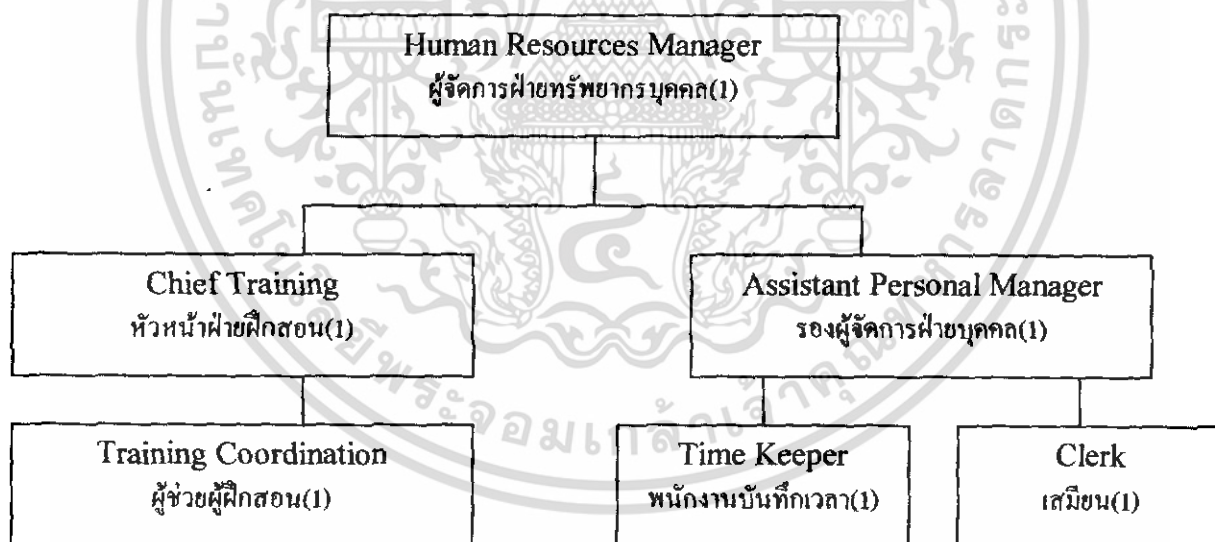 Human Resources Manager
ผู้จัดการฝ่ายทรัพยากรบุคคล(1)
Chief Training
หัวหน้าฝ่ายฝึกสอน(1)
Assistant Personal Manager
รองผู้จัดการฝ่ายบุคคล(1)
Training Coordination
ผู้ช่วยผู้ฝึกสอน(1)
Time Keeper
พนักงานบันทึกเวลา(1)
Clerk
เสมียน(1)